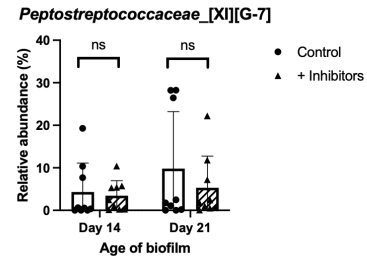 Peptostreptococcaceae_[XI][G-7]
Relative abundance (%)
40
30
20
10
0
ns
ns
Control
+ Inhibitors
Day 14
Day 21
Age of biofilm